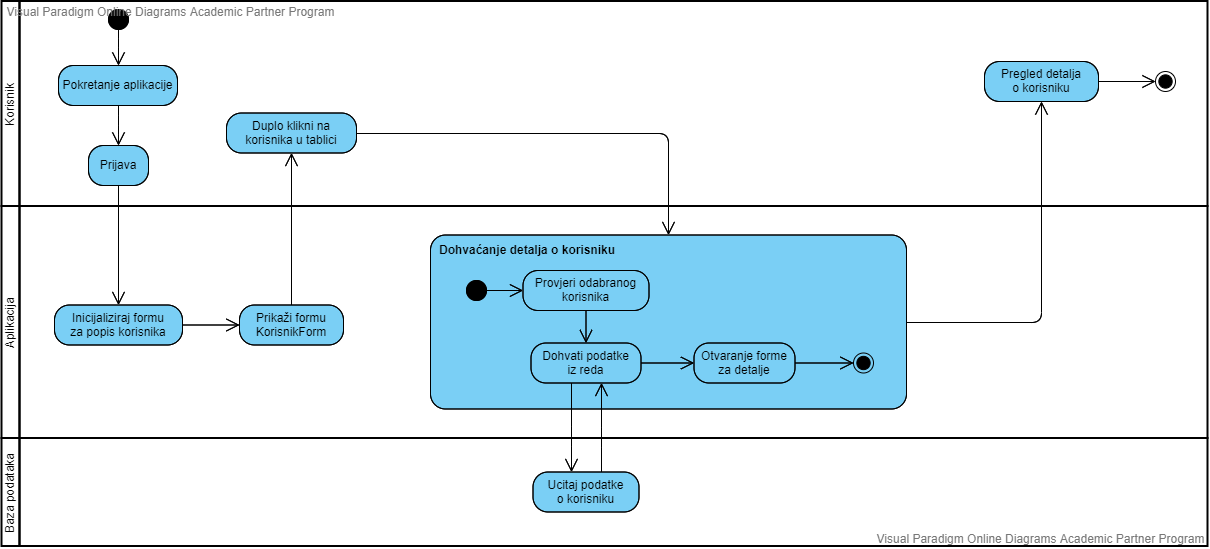 Visual Paradigm Online Diagrams Academic Partner Program
Korisnik
Pokretanje aplikacije
Prijava
Duplo klikni na
korisnika u tablici
Pregled detalja
o korisniku
Aplikacija
Inicijaliziraj formu
za popis korisnika
Prikaži formu
KorisnikForm
Dohvaćanje detalja o korisniku
Provjeri odabranog
korisnika
Dohvati podatke
iz reda
Otvaranje forme
za detalje
Baza podataka
Ucitaj podatke
o korisniku
Visual Paradigm Online Diagrams Academic Partner Program